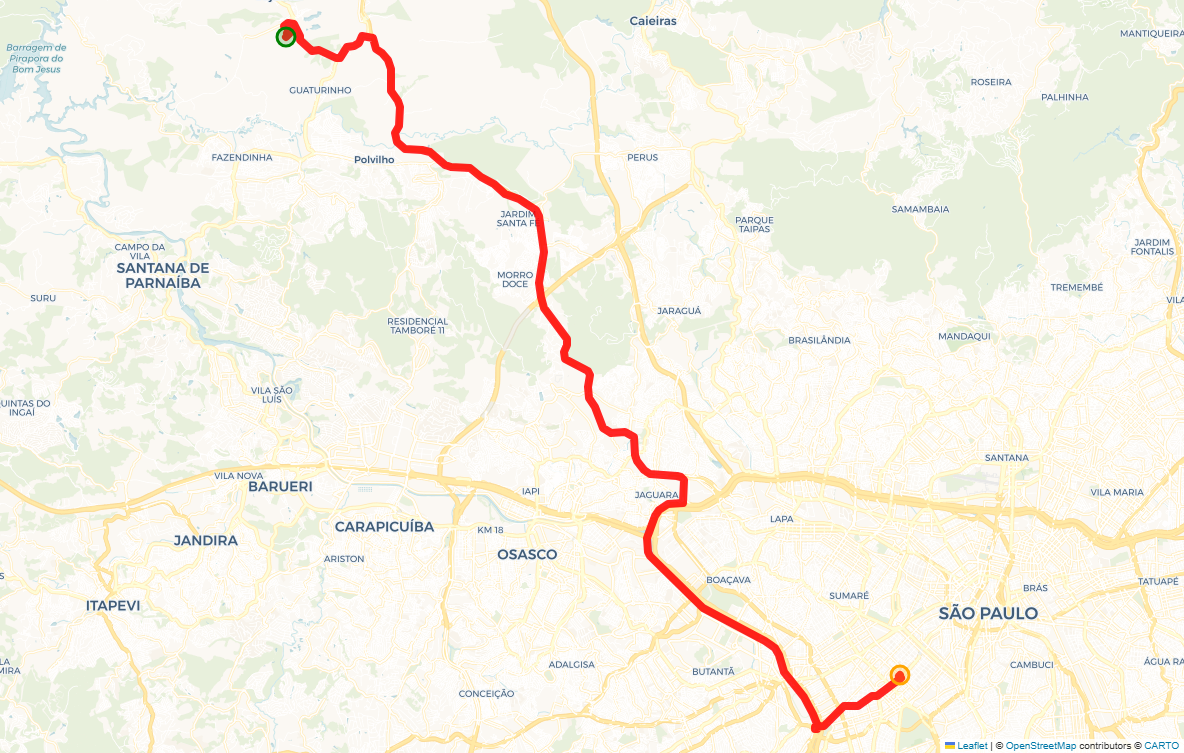 Caieiras
MANTIQUEIRA
Barragem de
Pirapora do
Bom Jesus
ROSEIRA
GUATURINHO
PALHINHA
FAZENDINHA
Polvilho
PERUS
SAMAMBAIA
JARDIM
SANTA FÉ
PARQUE
TAIPAS
CAMPO DA
VILA
JARDIM
FONTALIS
SANTANA DE
PARNAÍBA
MORRO
DOCE
TREMEMBÉ
SURU
JARAGUÁ
RESIDENCIAL
TAMBORÉ 11
BRASILÂNDIA
MANDAQUI
VILA SÃO
LUÍS
QUINTAS DO
INGAÍ
SANTANA
VILA NOVA
BARUERI
IAPI
JAGUARA
VILA MARIA
LAPA
CARAPICUÍBA
KM 18
JANDIRA
OSASCO
ARISTON
BOAÇAVA
TATUAPÉ
BRÁS
SUMARÉ
ITAPEVI
SÃO PAULO
ADALGISA
BUTANTÃ
CAMBUCI
ÁGUA RA
CONCEIÇÃO
Leaflet | © OpenStreetMap contributors © CARTO